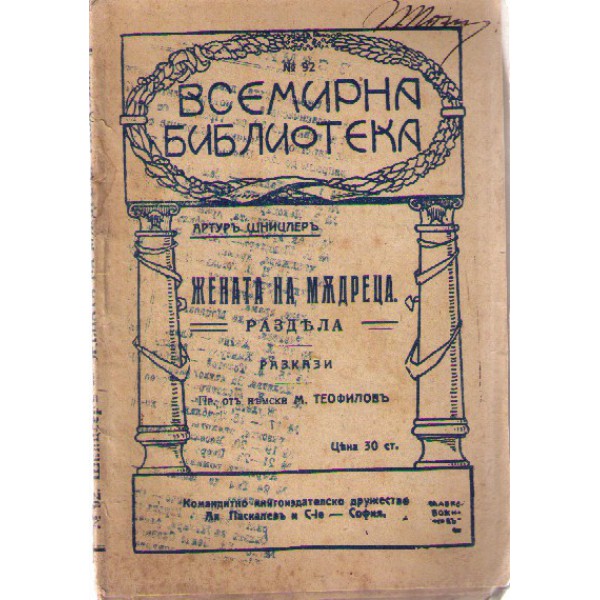 № 92
ВСЕМИРНА
БИБЛИОТЕКА
АРТУРЪ ШНИЦЛЕРЪ
ЖЕНАТА НА МѪДРЕЦА.
РАЗДѢЛА
РАЗКАЗИ
Пр. отъ нѣмски М. ТЕОФИЛОВЪ
Цѣна 30 ст.
Командитно книгоиздателско дружество
Ал. Паскалевъ и С-ie — София.